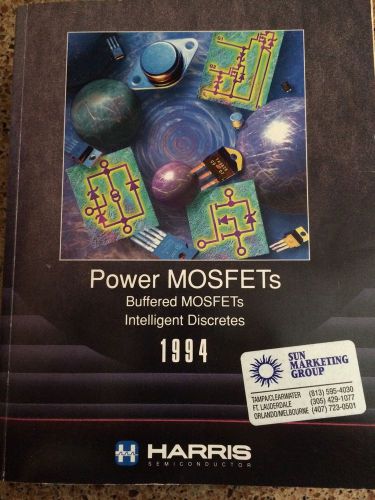 Power MOSFETs
Buffered MOSFETs
Intelligent Discretes
1994
SUN
MARKETING
GROUP
TAMPA/CLEARWATER (813) 595-4030
FT. LAUDERDALE (305) 429-1077
ORLANDO/MELBOURNE (407) 723-0501
HARRIS
SEMICONDUCTOR